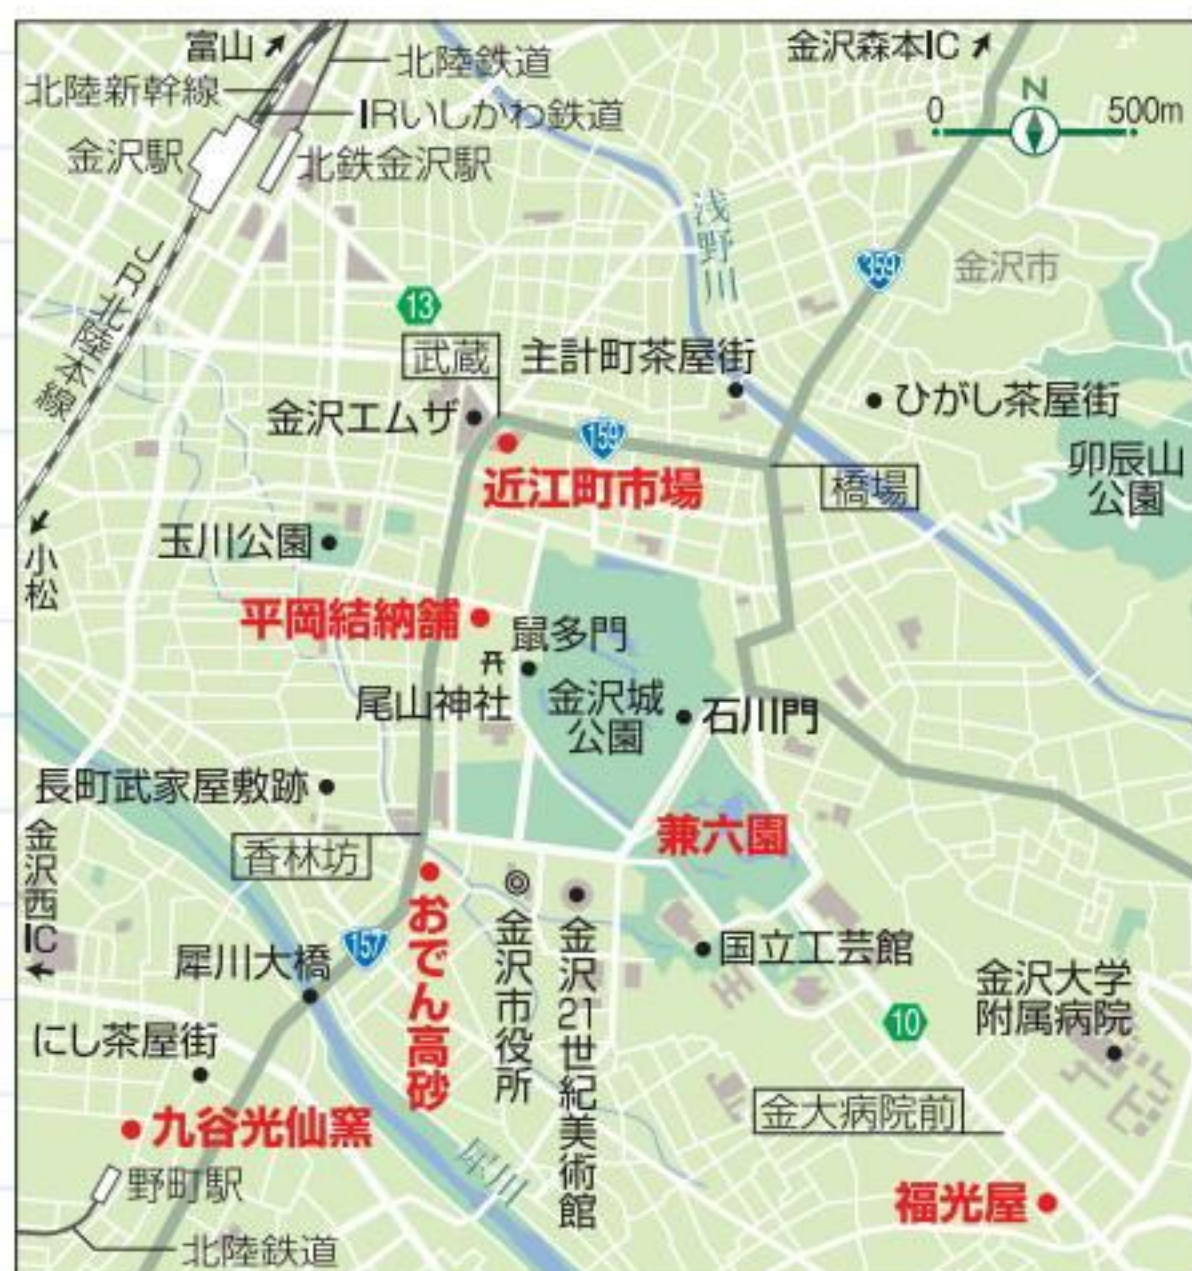 富山
金沢森本IC
北陸鉄道
北陸新幹線
IRいしかわ鉄道
N
0
500m
金沢駅
北鉄金沢駅
浅野川
JR北陸本線
359
金沢市
13
武蔵
主計町茶屋街
金沢エムザ
ひがし茶屋街
159
近江町市場
橋場
卯辰山
公園
玉川公園
小松
平岡結納舗
鼠多門
尾山神社
金沢城
公園
石川門
長町武家屋敷跡
兼六園
金沢西IC
香林坊
おでん高砂
金沢市役所
金沢21世紀美術館
157
犀川大橋
国立工芸館
金沢大学
附属病院
10
にし茶屋街
金大病院前
九谷光仙窯
犀川
野町駅
福光屋
北陸鉄道